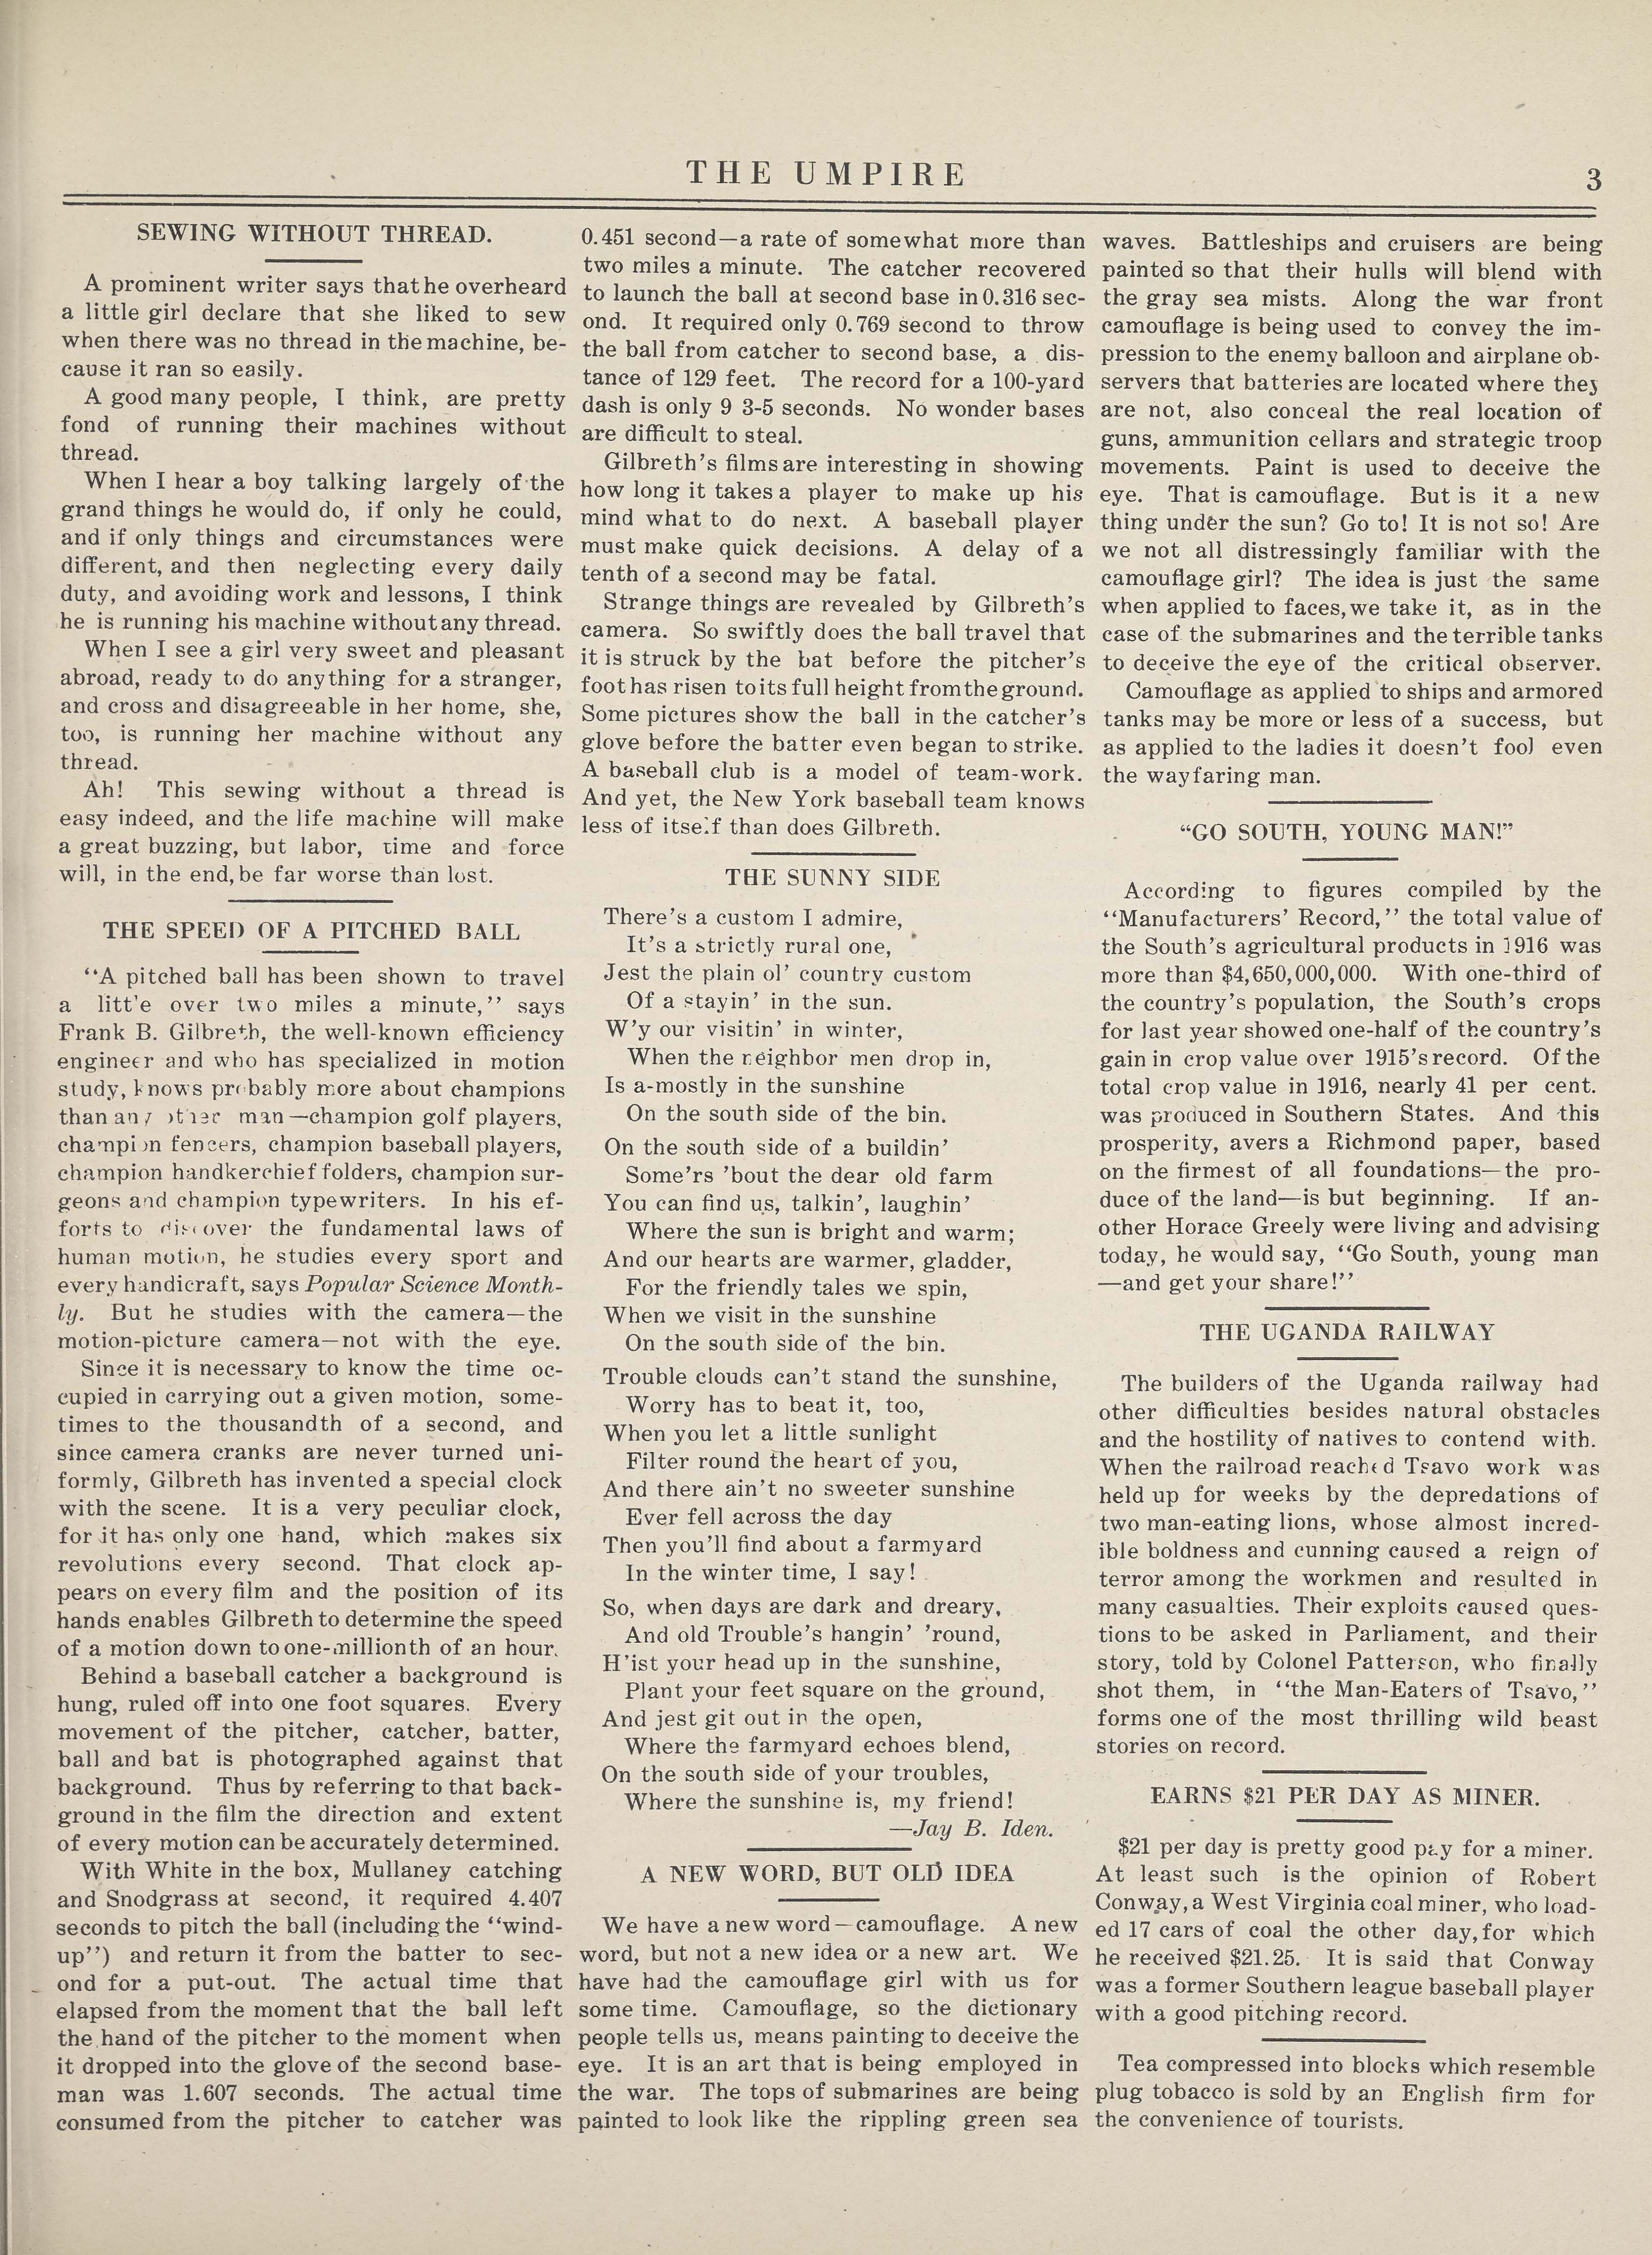 THE UMPIRE
3
SEWING WITHOUT THREAD.
A prominent writer says that he overheard
a little girl declare that she liked to sew
when there was no thread in the machine, be-
cause it ran so easily.
A good many people, I think, are pretty
fond of running their machines without
thread.
When I hear a boy talking largely of the
grand things he would do, if only he could,
and if only things and circumstances were
different, and then neglecting every daily
duty, and avoiding work and lessons, I think
he is running his machine without any thread.
When I see a girl very sweet and pleasant
abroad, ready to do anything for a stranger,
and cross and disagreeable in her home, she,
too, is running her machine without any
thread.
Ah! This sewing without a thread is
easy indeed, and the life machine will make
a great buzzing, but labor, time and force
will, in the end, be far worse than lost.
THE SPEED OF A PITCHED BALL
"A pitched ball has been shown to travel
a litt'e over two miles a minute," says
Frank B. Gilbreth, the well-known efficiency
engineer and who has specialized in motion
study, knows probably more about champions
than any other man—champion golf players,
champion fencers, champion baseball players,
champion handkerchief folders, champion sur-
geons and champion typewriters. In his ef-
forts to discover the fundamental laws of
human motion, he studies every sport and
every handicraft, says Popular Science Month-
ly. But he studies with the camera—the
motion-picture camera—not with the eye.
Since it is necessary to know the time oc-
cupied in carrying out a given motion, some-
times to the thousandth of a second, and
since camera cranks are never turned uni-
formly, Gilbreth has invented a special clock
with the scene. It is a very peculiar clock,
for it has only one hand, which makes six
revolutions every second. That clock ap-
pears on every film and the position of its
hands enables Gilbreth to determine the speed
of a motion down to one-millionth of an hour.
Behind a baseball catcher a background is
hung, ruled off into one foot squares. Every
movement of the pitcher, catcher, batter,
ball and bat is photographed against that
background. Thus by referring to that back-
ground in the film the direction and extent
of every motion can be accurately determined.
With White in the box, Mullaney catching
and Snodgrass at second, it required 4.407
seconds to pitch the ball (including the "wind-
up") and return it from the batter to sec-
ond for a put-out. The actual time that
elapsed from the moment that the ball left
the hand of the pitcher to the moment when
it dropped into the glove of the second base-
man was 1.607 seconds. The actual time
consumed from the pitcher to catcher was
0.451 second—a rate of somewhat more than
two miles a minute. The catcher recovered
to launch the ball at second base in 0.316 sec-
ond. It required only 0.769 second to throw
the ball from catcher to second base, a dis-
tance of 129 feet. The record for a 100-yard
dash is only 9 3-5 seconds. No wonder bases
are difficult to steal.
Gilbreth's films are interesting in showing
how long it takes a player to make up his
mind what to do next. A baseball player
must make quick decisions. A delay of a
tenth of a second may be fatal.
Strange things are revealed by Gilbreth's
camera. So swiftly does the ball travel that
it is struck by the bat before the pitcher's
foot has risen to its full height from the ground.
Some pictures show the ball in the catcher's
glove before the batter even began to strike.
A baseball club is a model of team-work.
And yet, the New York baseball team knows
less of itself than does Gilbreth.
THE SUNNY SIDE
There's a custom I admire,
It's a strictly rural one,
Jest the plain ol' country custom
Of a stayin' in the sun.
W'y our visitin' in winter,
When the neighbor men drop in,
Is a-mostly in the sunshine
On the south side of the bin.
On the south side of a buildin'
Some'rs 'bout the dear old farm
You can find us, talkin', laughin'
Where the sun is bright and warm;
And our hearts are warmer, gladder,
For the friendly tales we spin,
When we visit in the sunshine
On the south side of the bin.
Trouble clouds can't stand the sunshine,
Worry has to beat it, too,
When you let a little sunlight
Filter round the heart of you,
And there ain't no sweeter sunshine
Ever fell across the day
Then you'll find about a farmyard
In the winter time, I say!
So, when days are dark and dreary,
And old Trouble's hangin' 'round,
H'ist your head up in the sunshine,
Plant your feet square on the ground,
And jest git out in the open,
Where the farmyard echoes blend,
On the south side of your troubles,
Where the sunshine is, my friend!
—Jay B. Iden.
A NEW WORD, BUT OLD IDEA
We have a new word—camouflage. A new
word, but not a new idea or a new art. We
have had the camouflage girl with us for
some time. Camouflage, so the dictionary
people tells us, means painting to deceive the
eye. It is an art that is being employed in
the war. The tops of submarines are being
painted to look like the rippling green sea
waves. Battleships and cruisers are being
painted so that their hulls will blend with
the gray sea mists. Along the war front
camouflage is being used to convey the im-
pression to the enemy balloon and airplane ob-
servers that batteries are located where they
are not, also conceal the real location of
guns, ammunition cellars and strategic troop
movements. Paint is used to deceive the
eye. That is camouflage. But is it a new
thing under the sun? Go to! It is not so! Are
we not all distressingly familiar with the
camouflage girl? The idea is just the same
when applied to faces, we take it, as in the
case of the submarines and the terrible tanks
to deceive the eye of the critical observer.
Camouflage as applied to ships and armored
tanks may be more or less of a success, but
as applied to the ladies it doesn't fool even
the wayfaring man.
"GO SOUTH, YOUNG MAN!"
According to figures compiled by the
"Manufacturers' Record," the total value of
the South's agricultural products in 1916 was
more than $4,650,000,000. With one-third of
the country's population, the South's crops
for last year showed one-half of the country's
gain in crop value over 1915's record. Of the
total crop value in 1916, nearly 41 per cent.
was produced in Southern States. And this
prosperity, avers a Richmond paper, based
on the firmest of all foundations—the pro-
duce of the land—is but beginning. If an-
other Horace Greely were living and advising
today, he would say, "Go South, young man
—and get your share!"
THE UGANDA RAILWAY
The builders of the Uganda railway had
other difficulties besides natural obstacles
and the hostility of natives to contend with.
When the railroad reached Tsavo work was
held up for weeks by the depredations of
two man-eating lions, whose almost incred-
ible boldness and cunning caused a reign of
terror among the workmen and resulted in
many casualties. Their exploits caused ques-
tions to be asked in Parliament, and their
story, told by Colonel Patterson, who finally
shot them, in "the Man-Eaters of Tsavo,"
forms one of the most thrilling wild beast
stories on record.
EARNS $21 PER DAY AS MINER.
$21 per day is pretty good pay for a miner.
At least such is the opinion of Robert
Conway, a West Virginia coal miner, who load-
ed 17 cars of coal the other day, for which
he received $21.25. It is said that Conway
was a former Southern league baseball player
with a good pitching record.
Tea compressed into blocks which resemble
plug tobacco is sold by an English firm for
the convenience of tourists.